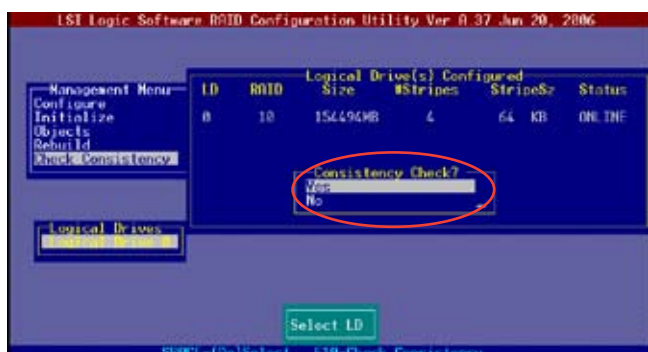 LSI Logic Software RAID Configuration Utility Ver A.37 Jun 20, 2006
Management Menu
Configure
Initialize
Objects
Rebuild
Check Consistency
Logical Drive(s) Configured
LD RAID Size #Stripes StripeSz Status
0 10 154494MB 4 64 KB ONLINE
Consistency Check?
Yes
No
Logical Drives
Logical Drive 0
Select LD